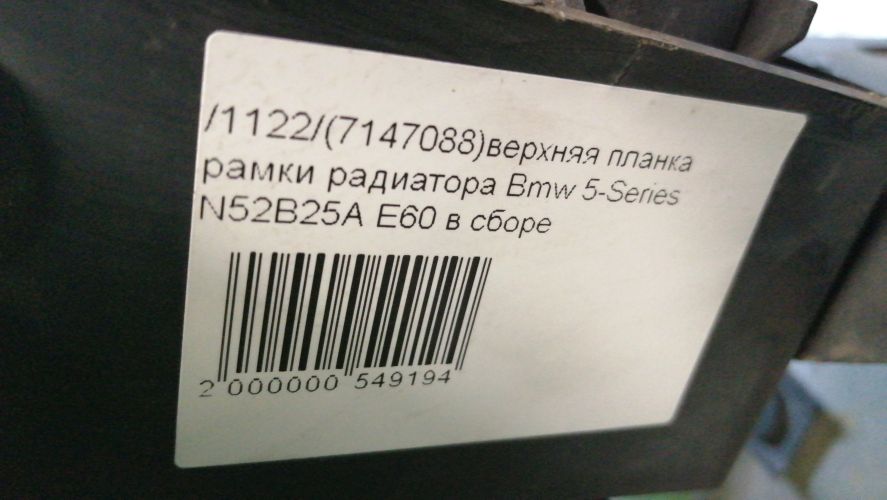 /1122/(7147088)верхняя планка
рамки радиатора Bmw 5-Series
N52B25A E60 в сборе
2 000000 549194